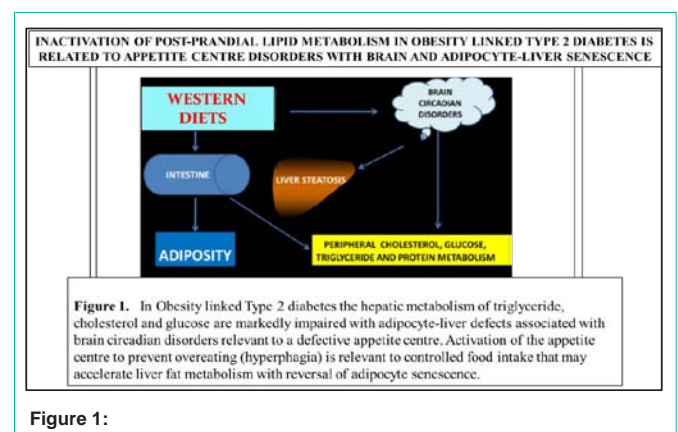 INACTIVATION OF POST-PRANDIAL LIPID METABOLISM IN OBESITY LINKED TYPE 2 DIABETES IS
RELATED TO APPETITE CENTRE DISORDERS WITH BRAIN AND ADIPOCYTE-LIVER SENESCENCE
WESTERN
DIETS
BRAIN
CIRCADIAN
DISORDERS
INTESTINE
LIVER STEATOSIS
ADIPOSITY
PERIPHERAL CHOLESTEROL, GLUCOSE,
TRIGLYCERIDE AND PROTEIN METABOLISM
Figure 1. In Obesity linked Type 2 diabetes the hepatic metabolism of triglyceride,
cholesterol and glucose are markedly impaired with adipocyte-liver defects associated with
brain circadian disorders relevant to a defective appetite centre. Activation of the appetite
centre to prevent overeating (hyperphagia) is relevant to controlled food intake that may
accelerate liver fat metabolism with reversal of adipocyte senescence.
Figure 1: